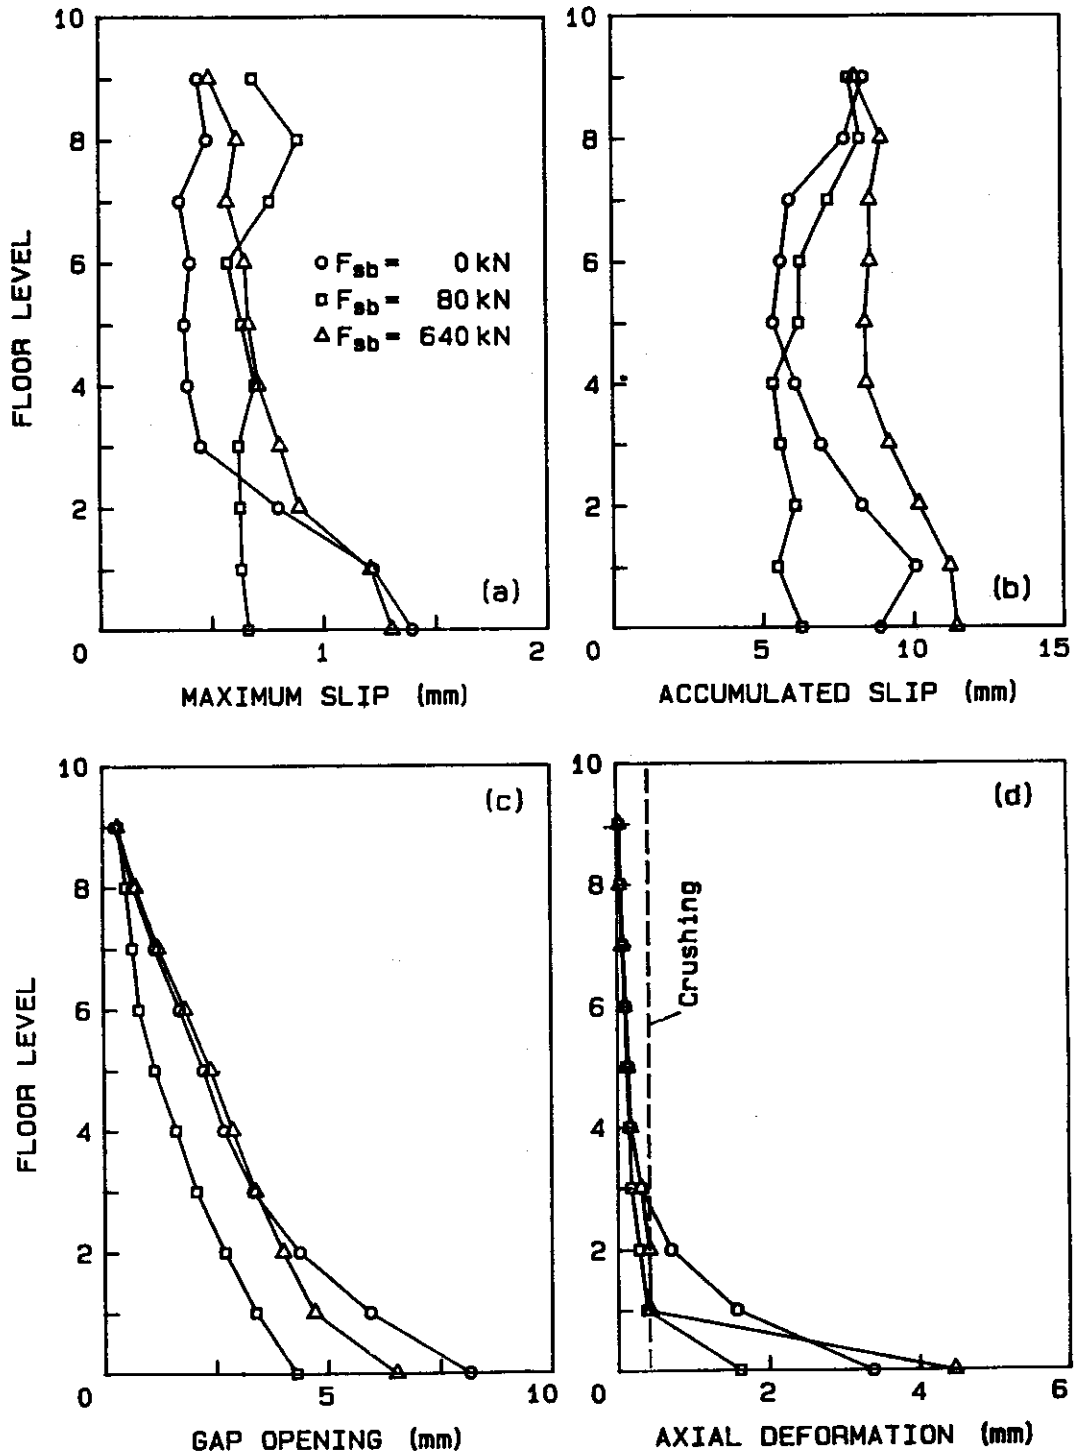 10
8
6
4
2
0
1
2
FLOOR LEVEL
MAXIMUM SLIP (mm)
(a)
○ Fsb = 0 kN
□ Fsb = 80 kN
△ Fsb = 640 kN
10
8
6
4
2
0
5
10
15
ACCUMULATED SLIP (mm)
(b)
10
8
6
4
2
0
5
10
FLOOR LEVEL
GAP OPENING (mm)
(c)
10
8
6
4
2
0
2
4
6
AXIAL DEFORMATION (mm)
(d)
Crushing